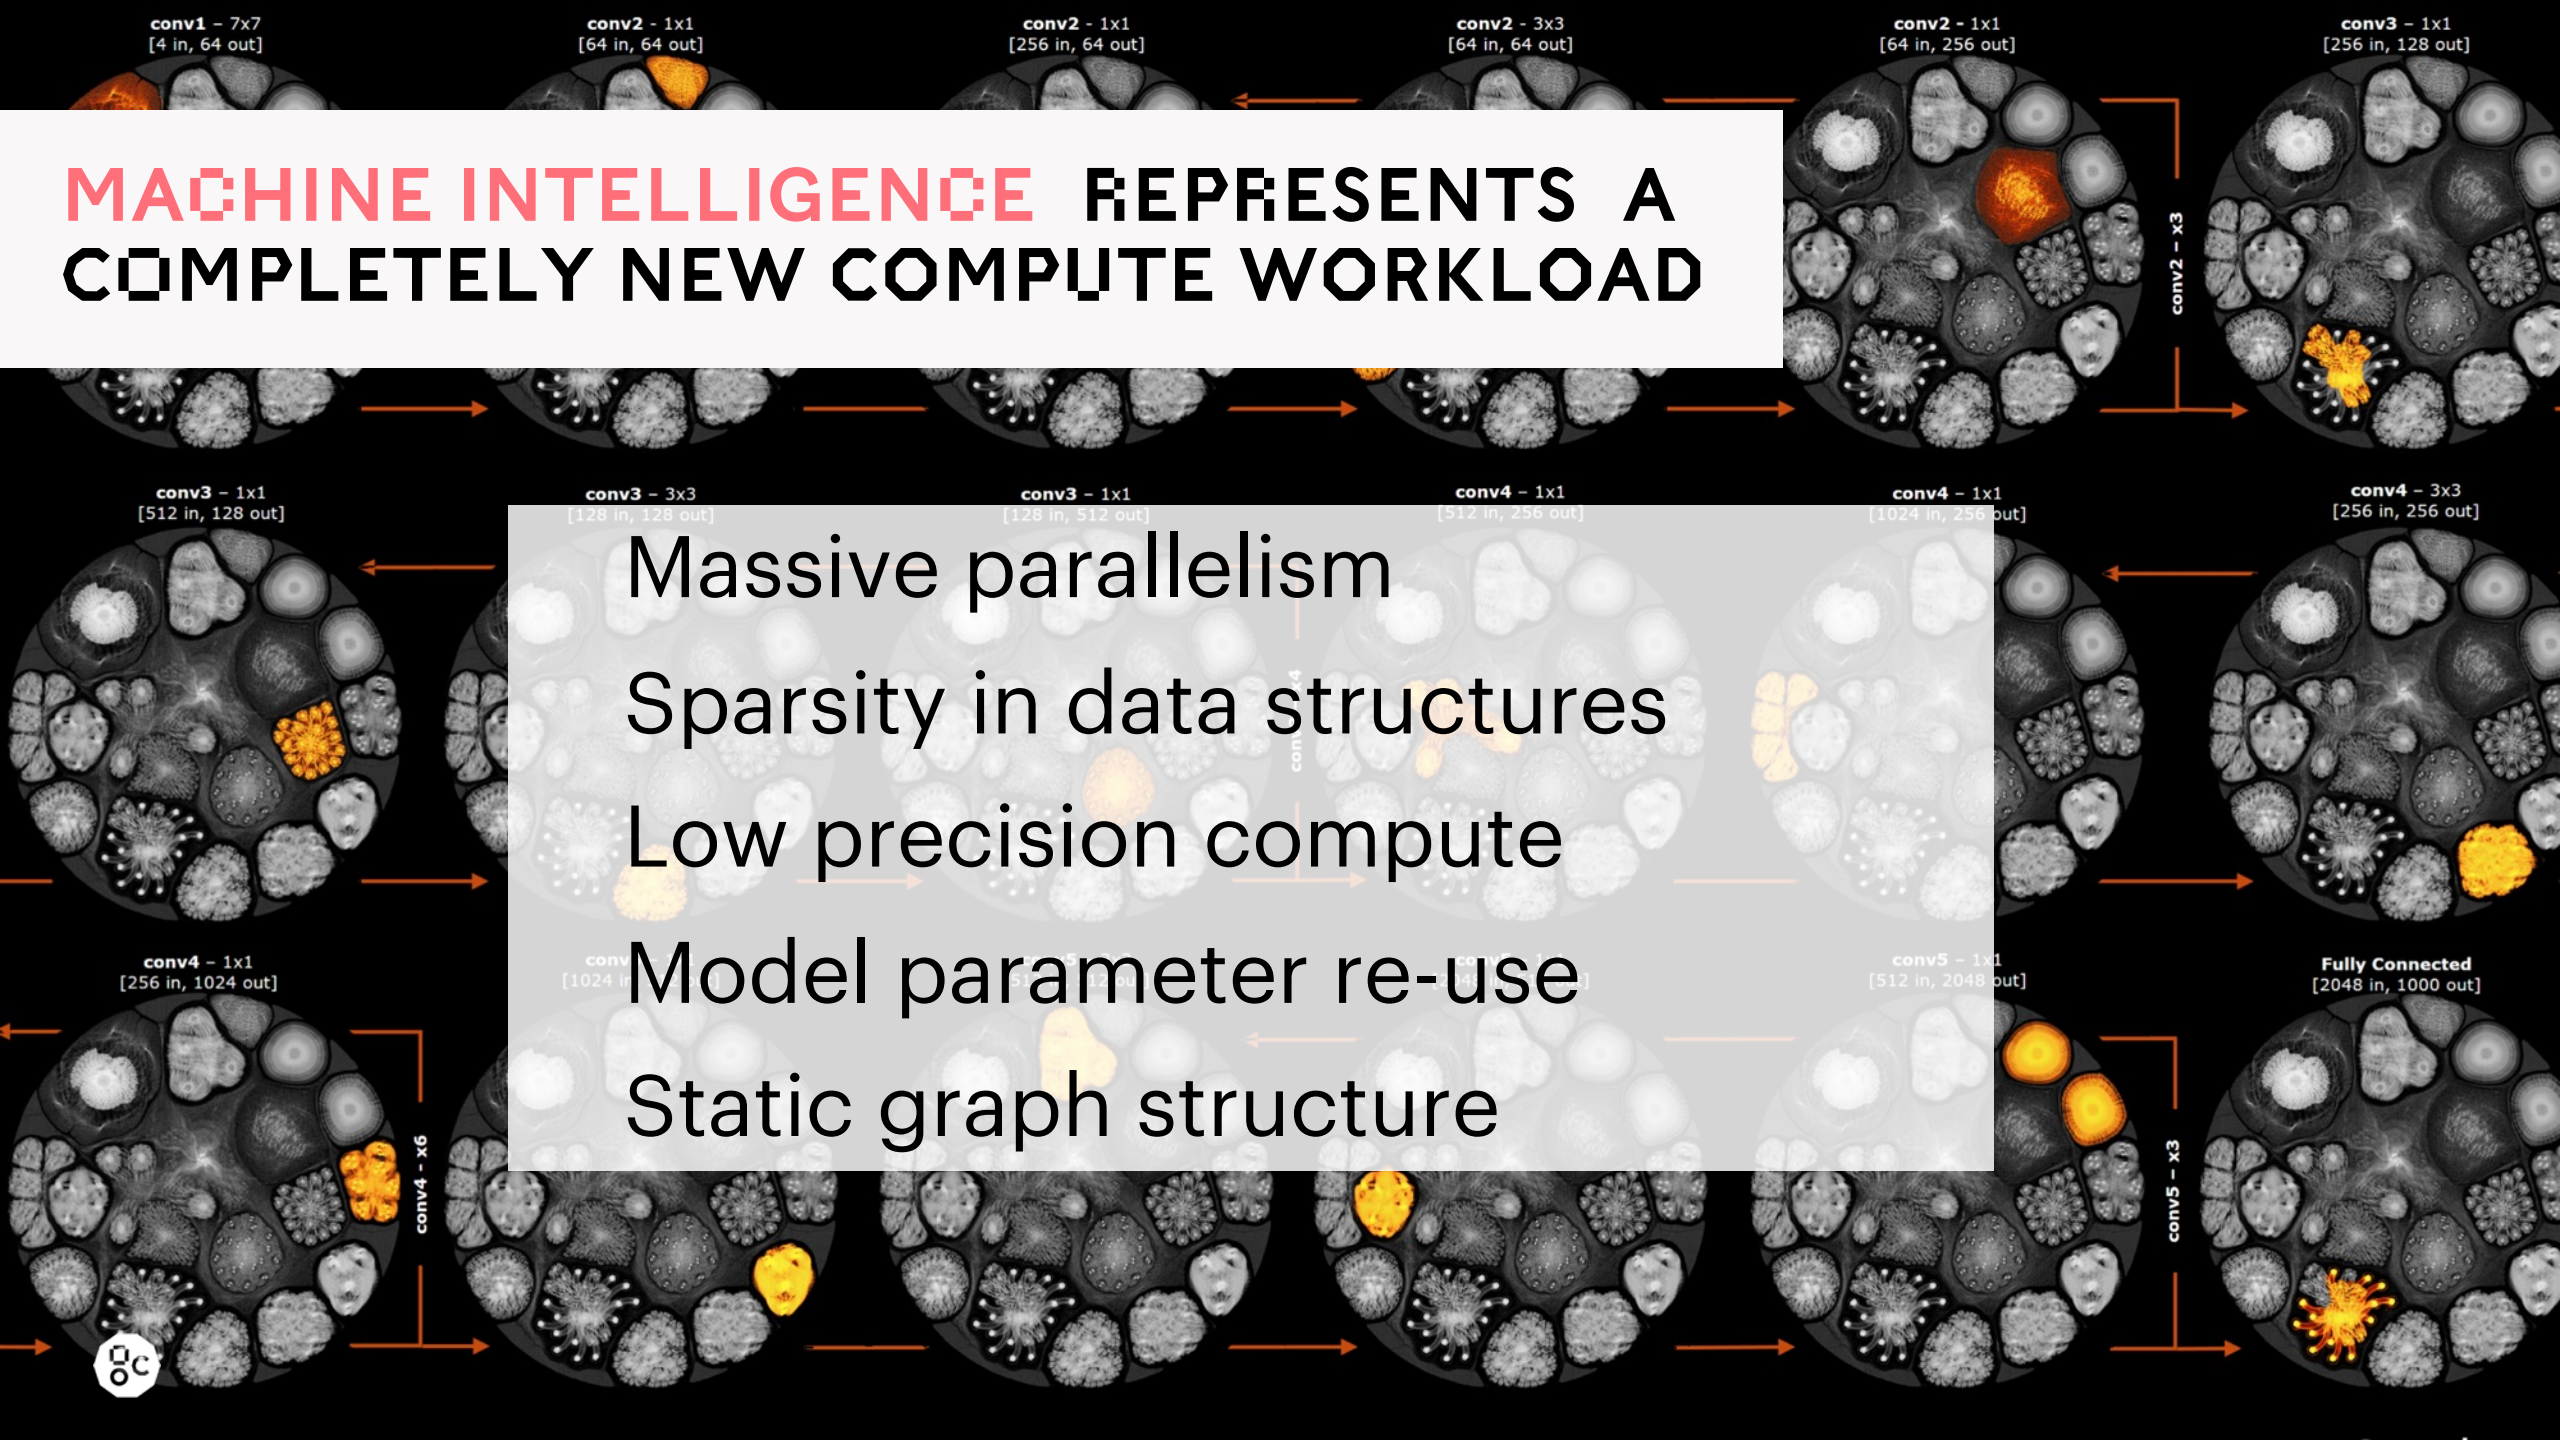 conv1 – 7x7
[4 in, 64 out]
conv2 - 1x1
[64 in, 64 out]
conv2 - 1x1
[256 in, 64 out]
conv2 - 3x3
[64 in, 64 out]
conv2 - 1x1
[64 in, 256 out]
conv3 – 1x1
[256 in, 128 out]
MACHINE INTELLIGENCE REPRESENTS A
COMPLETELY NEW COMPUTE WORKLOAD
conv2 – x3
conv3 – 1x1
[512 in, 128 out]
conv3 – 3x3
[128 in, 128 out]
conv3 – 1x1
[128 in, 512 out]
conv4 – 1x1
[512 in, 256 out]
conv4 – 1x1
[1024 in, 256 out]
conv4 – 3x3
[256 in, 256 out]
Massive parallelism
Sparsity in data structures
Low precision compute
Model parameter re-use
Static graph structure
conv4 – 1x1
[256 in, 1024 out]
conv5 – 1x1
[512 in, 2048 out]
Fully Connected
[2048 in, 1000 out]
conv4 - x6
conv5 – x3